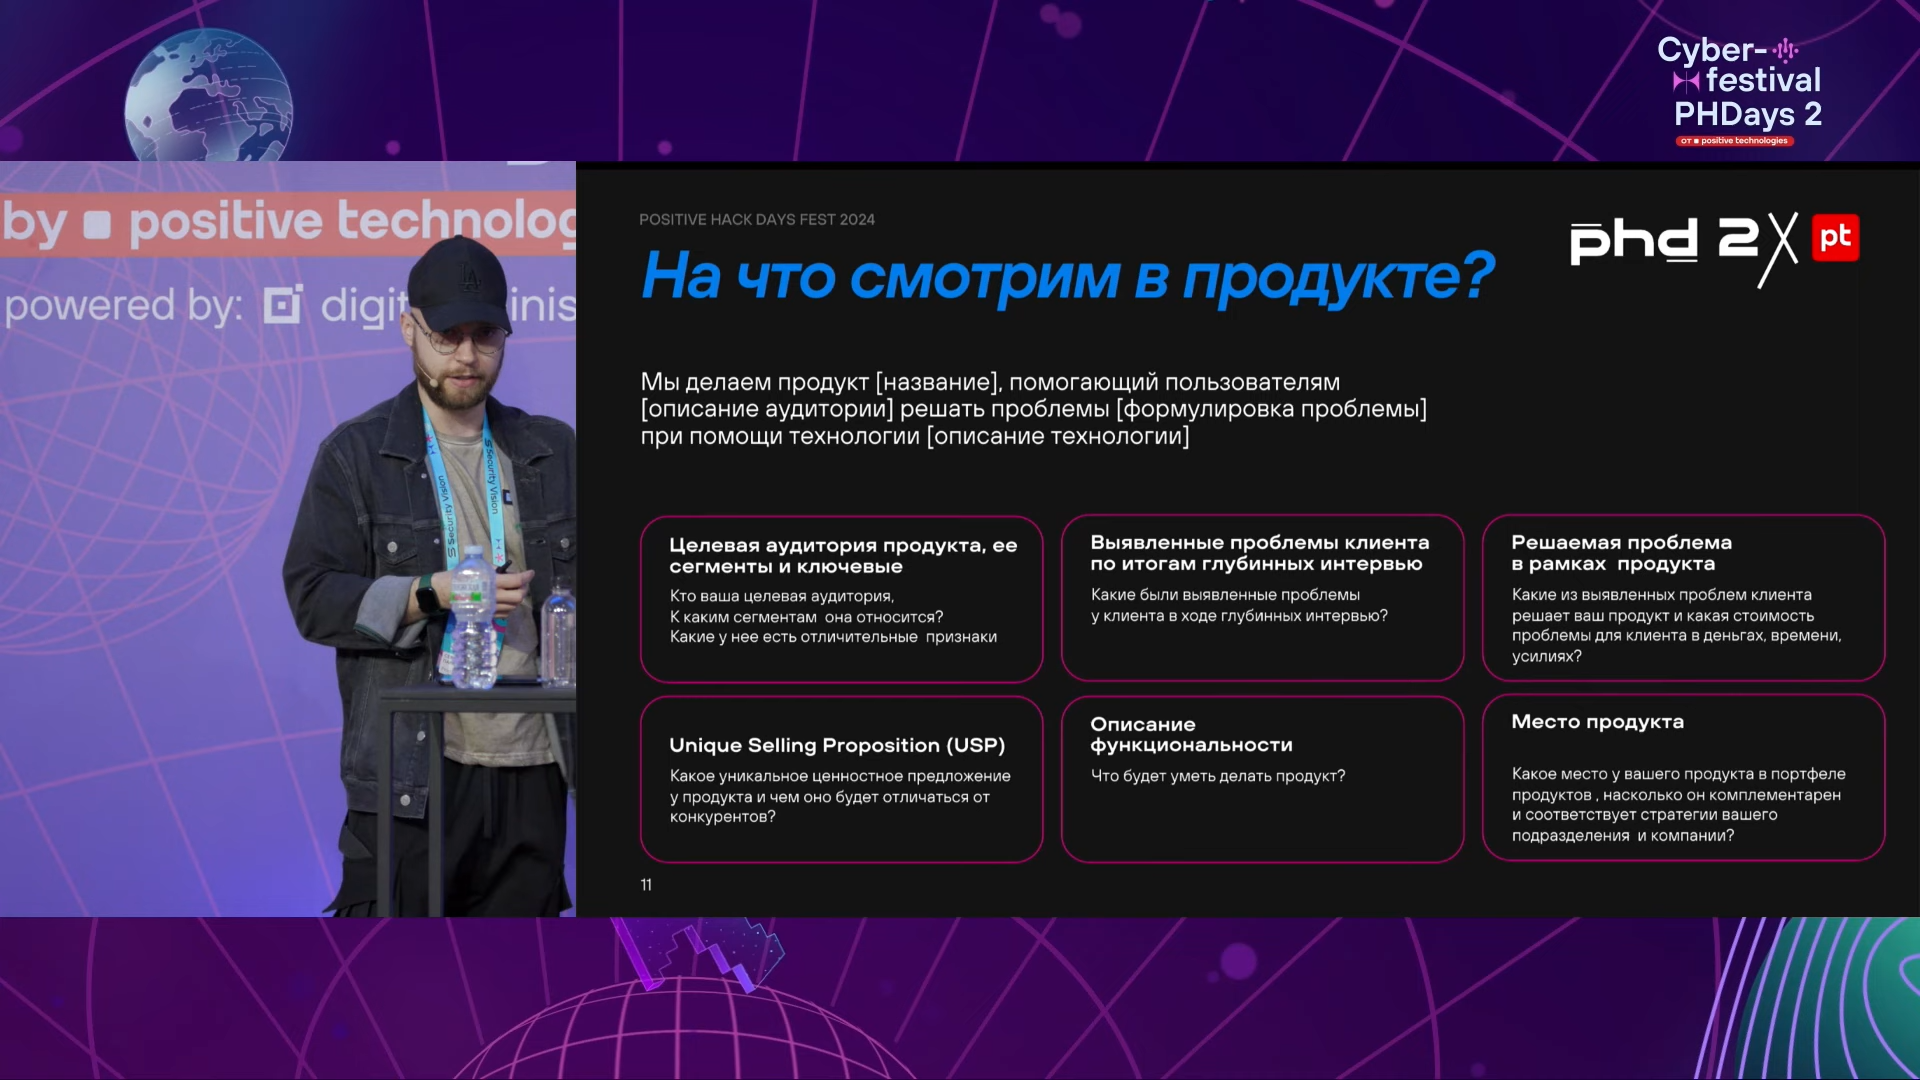 Cyber-
festival
PHDays 2
от positive technologies
by positive technolog
powered by: digit inis
Security Vision
Security Vision
LA
POSITIVE HACK DAYS FEST 2024
phd 2 pt
На что смотрим в продукте?
Мы делаем продукт [название], помогающий пользователям
[описание аудитории] решать проблемы [формулировка проблемы]
при помощи технологии [описание технологии]
Целевая аудитория продукта, ее
сегменты и ключевые
Кто ваша целевая аудитория,
К каким сегментам она относится?
Какие у нее есть отличительные признаки
Выявленные проблемы клиента
по итогам глубинных интервью
Какие были выявленные проблемы
у клиента в ходе глубинных интервью?
Решаемая проблема
в рамках продукта
Какие из выявленных проблем клиента
решает ваш продукт и какая стоимость
проблемы для клиента в деньгах, времени,
усилиях?
Unique Selling Proposition (USP)
Какое уникальное ценностное предложение
у продукта и чем оно будет отличаться от
конкурентов?
Описание
функциональности
Что будет уметь делать продукт?
Место продукта
Какое место у вашего продукта в портфеле
продуктов , насколько он комплементарен
и соответствует стратегии вашего
подразделения и компании?
11